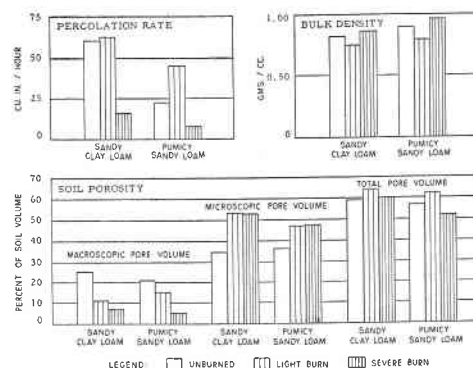 PERCOLATION RATE
CU. IN. / HOUR
75
50
25
0
SANDY
CLAY LOAM
PUMICY
SANDY LOAM
BULK DENSITY
GMS. / CC.
1.00
0.50
0
SANDY
CLAY LOAM
PUMICY
SANDY LOAM
SOIL POROSITY
PERCENT OF SOIL VOLUME
70
60
50
40
30
20
10
0
MACROSCOPIC PORE VOLUME
MICROSCOPIC PORE VOLUME
TOTAL PORE VOLUME
SANDY
CLAY LOAM
PUMICY
SANDY LOAM
SANDY
CLAY LOAM
PUMICY
SANDY LOAM
SANDY
CLAY LOAM
PUMICY
SANDY LOAM
LEGEND: UNBURNED LIGHT BURN SEVERE BURN